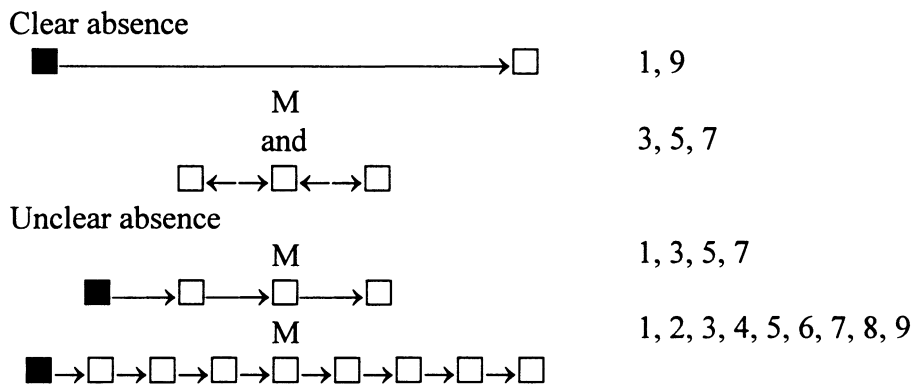 Clear absence
1, 9
M
and
3, 5, 7
Unclear absence
M
1, 3, 5, 7
M
1, 2, 3, 4, 5, 6, 7, 8, 9